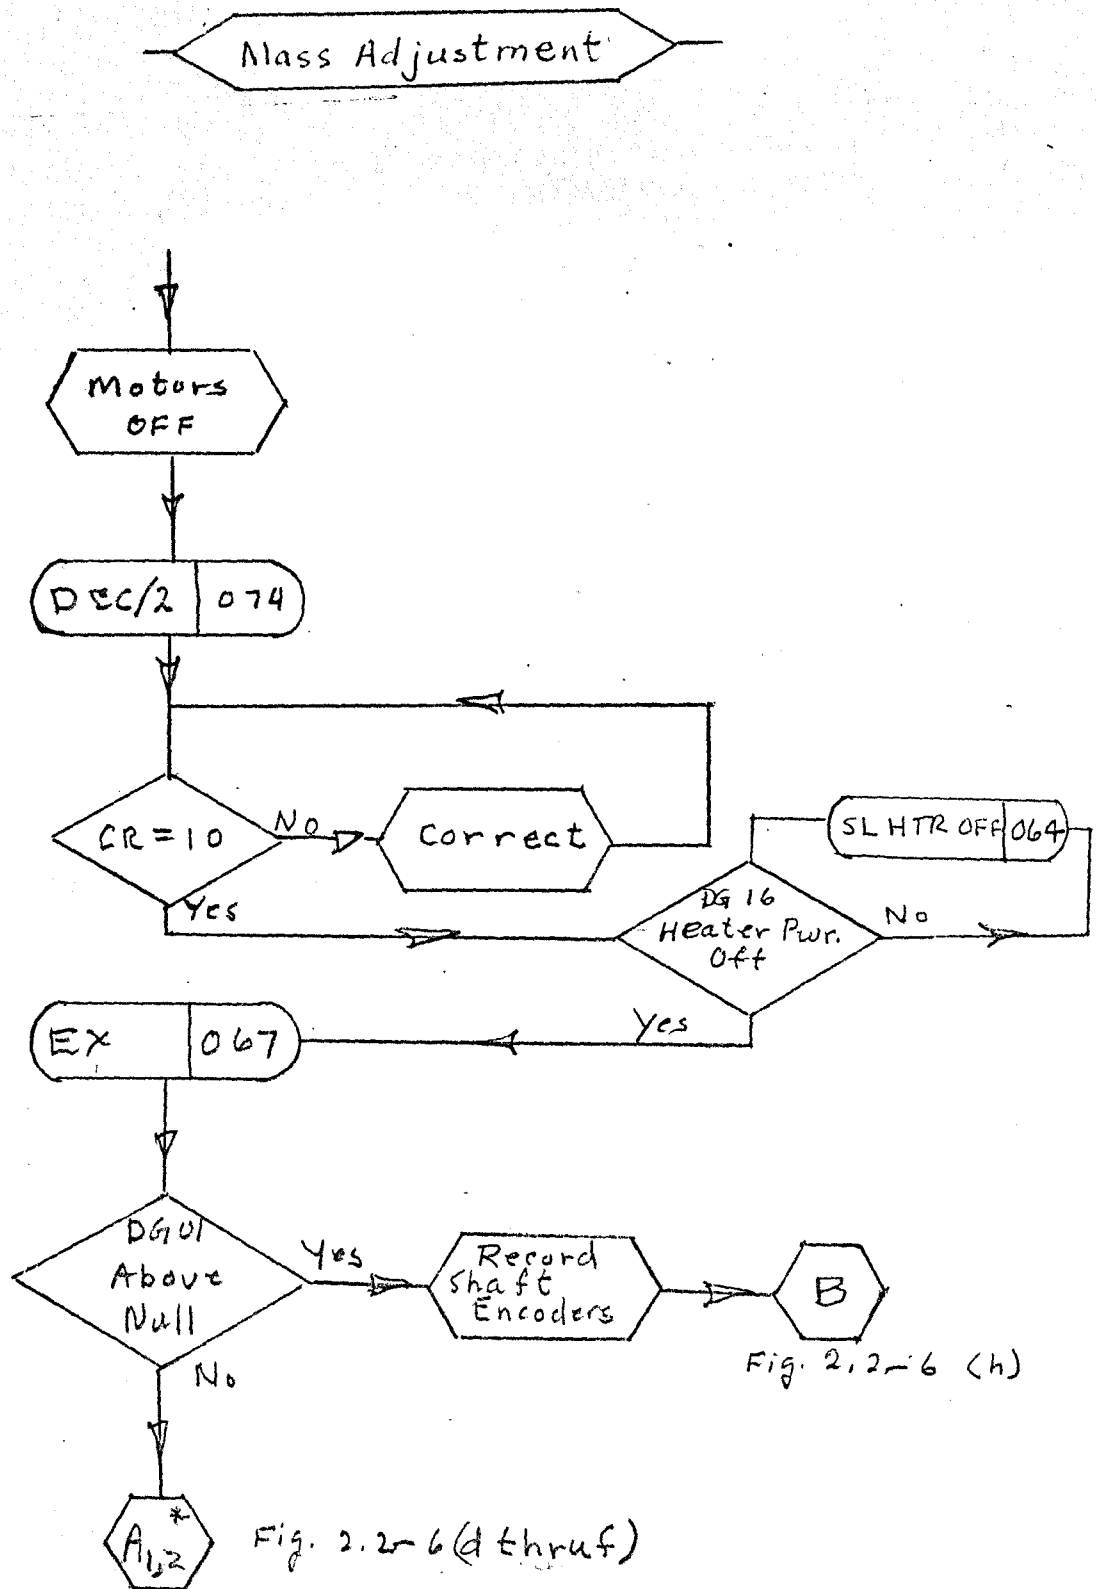 Mass Adjustment
Motors
OFF
DEC/2 074
CR = 10
No
Correct
Yes
SL HTR OFF 064
DG 16
Heater Pwr.
Off
No
Yes
EX 067
DG 01
Above
Null
Yes
Record
Shaft
Encoders
B
Fig. 2.2-6 (h)
No
A1,2*
Fig. 2.2-6 (d thru f)